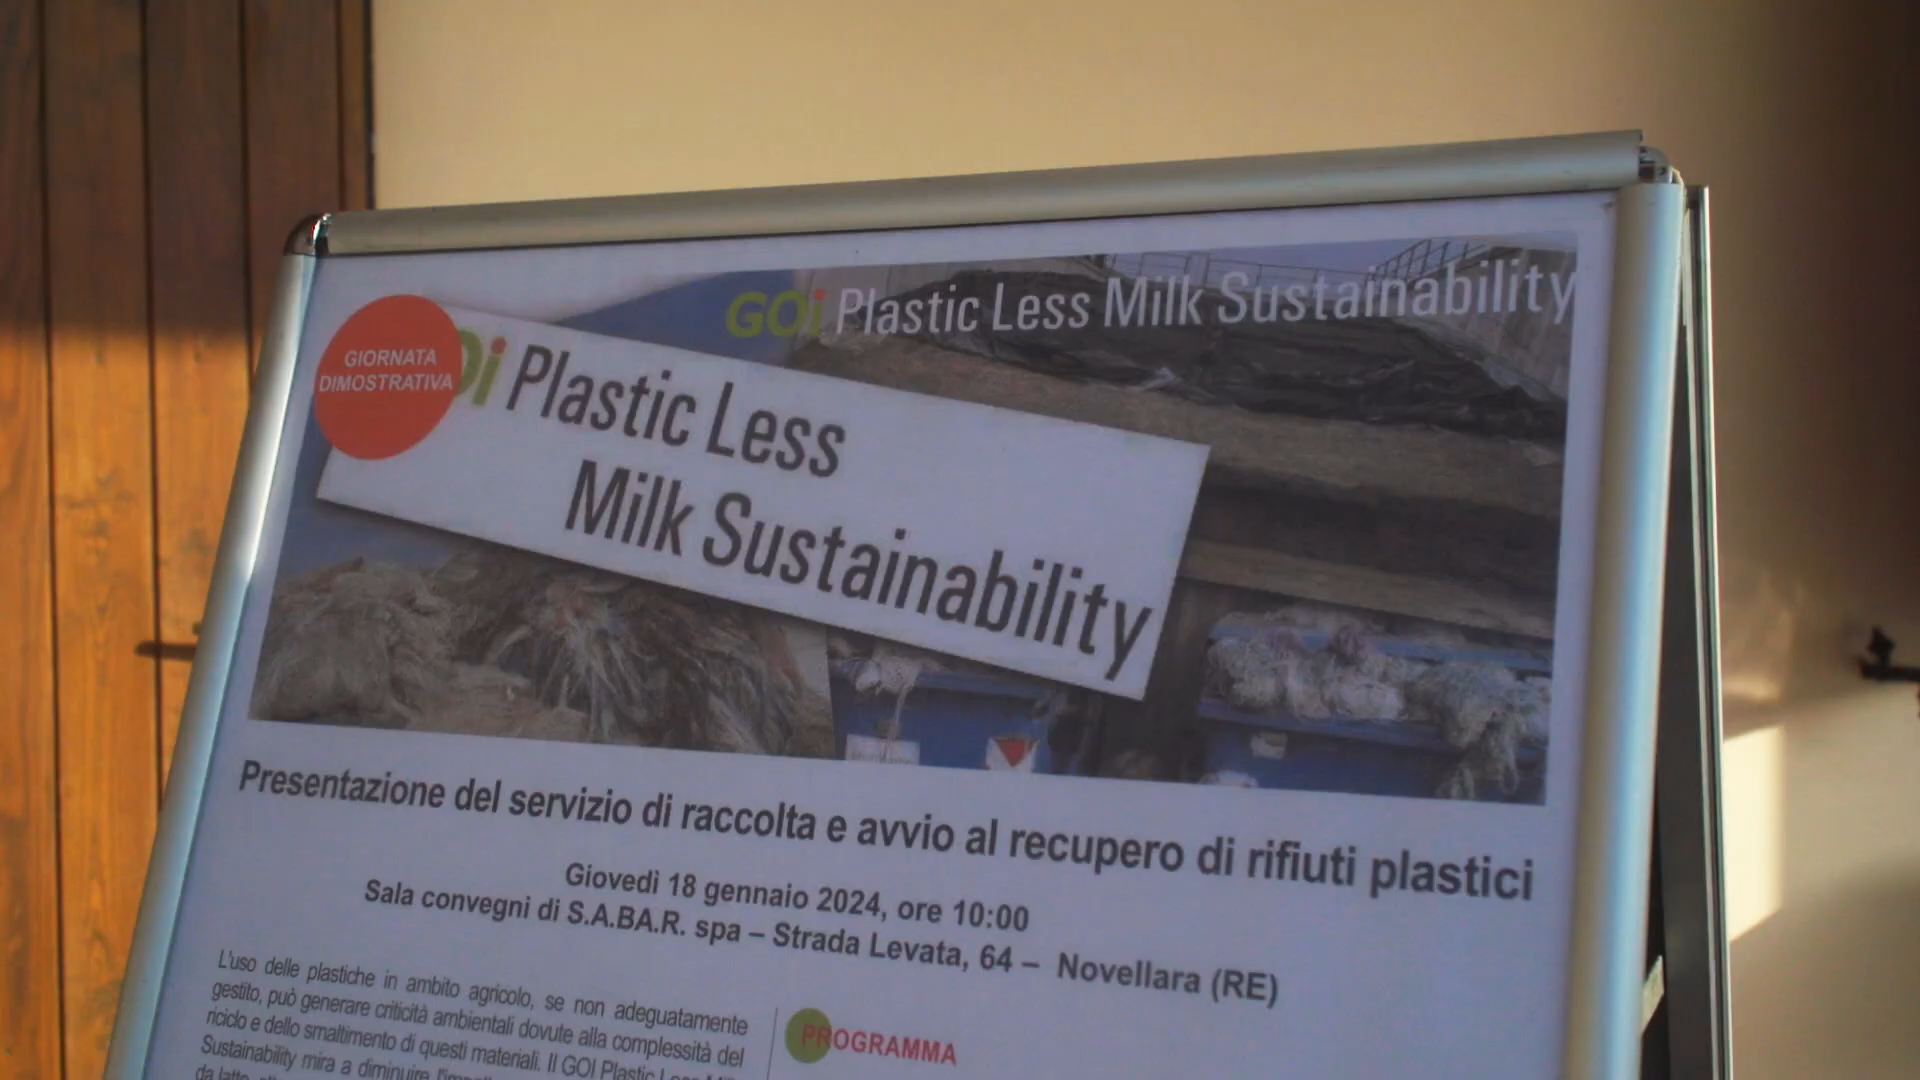 GOi Plastic Less Milk Sustainability
GIORNATA
DIMOSTRATIVA
Oi Plastic Less
Milk Sustainability
Presentazione del servizio di raccolta e avvio al recupero di rifiuti plastici
Giovedì 18 gennaio 2024, ore 10:00
Sala convegni di S.A.BA.R. spa – Strada Levata, 64 – Novellara (RE)
L'uso delle plastiche in ambito agricolo, se non adeguatamente
gestito, può generare criticità ambientali dovute alla complessità del
riciclo e dello smaltimento di questi materiali. Il GOI Plastic Less
Sustainability mira a diminuire
da latte
PROGRAMMA